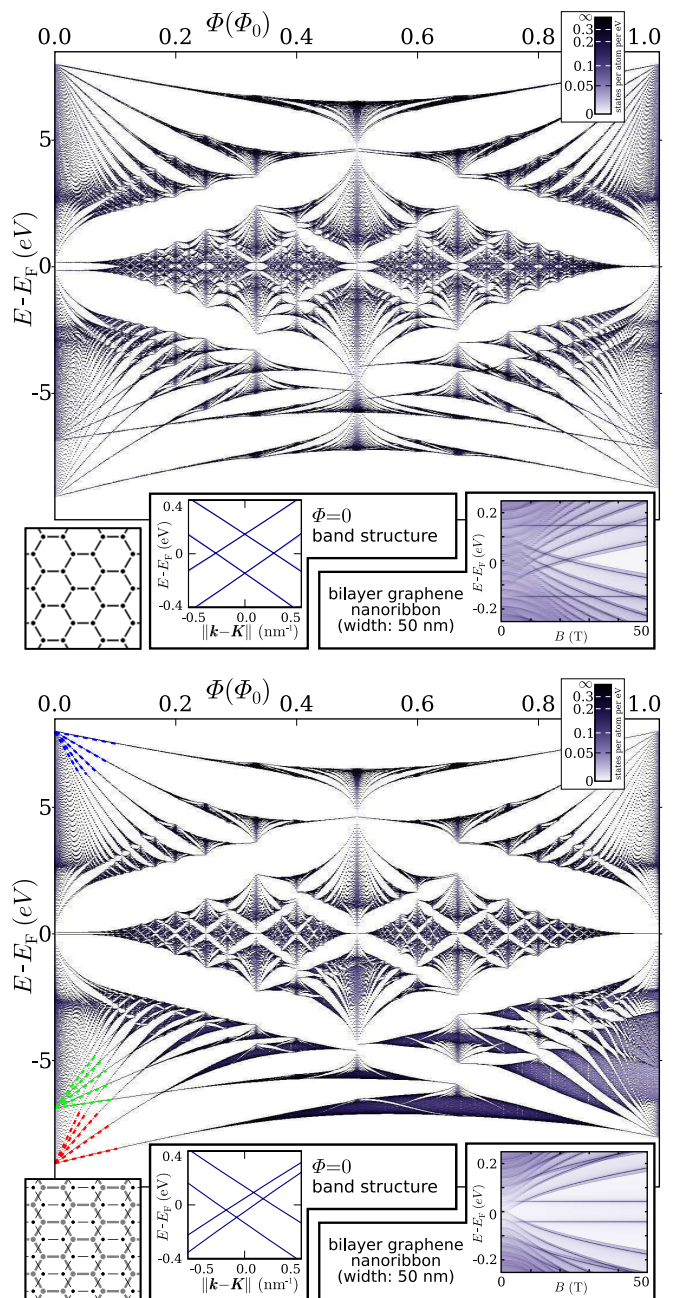 Φ(Φ₀)
0.0 0.2 0.4 0.6 0.8 1.0
∞
0.3
0.2
0.1
0.05
0
states per atom per eV
E-E_F (eV)
5
0
-5
0.4
0
-0.4
E-E_F (eV)
-0.5 0.0 0.5
‖k−K‖ (nm⁻¹)
Φ=0
band structure
bilayer graphene
nanoribbon
(width: 50 nm)
0.2
0
-0.2
E-E_F (eV)
0 50
B (T)
Φ(Φ₀)
0.0 0.2 0.4 0.6 0.8 1.0
∞
0.3
0.2
0.1
0.05
0
states per atom per eV
E-E_F (eV)
5
0
-5
0.4
0
-0.4
E-E_F (eV)
-0.5 0.0 0.5
‖k−K‖ (nm⁻¹)
Φ=0
band structure
bilayer graphene
nanoribbon
(width: 50 nm)
0.2
0
-0.2
E-E_F (eV)
0 50
B (T)